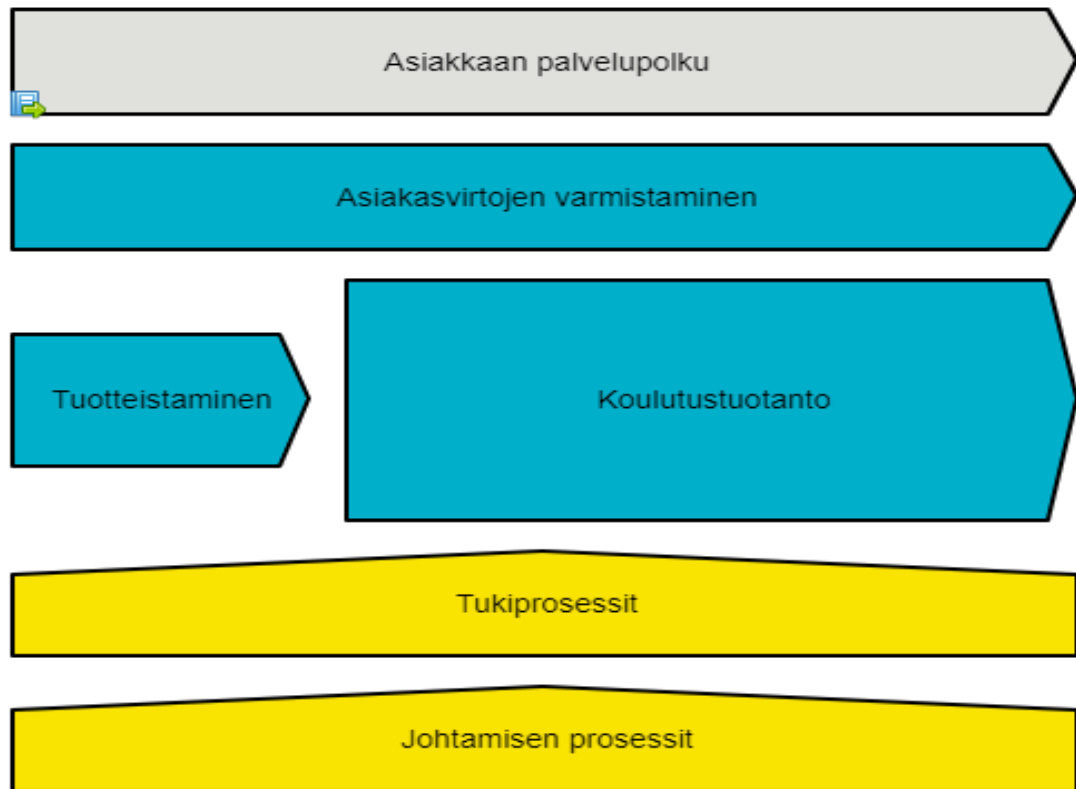 Asiakkaan palvelupolku
Asiakasvirtojen varmistaminen
Tuotteistaminen
Koulutustuotanto
Tukiprosessit
Johtamisen prosessit